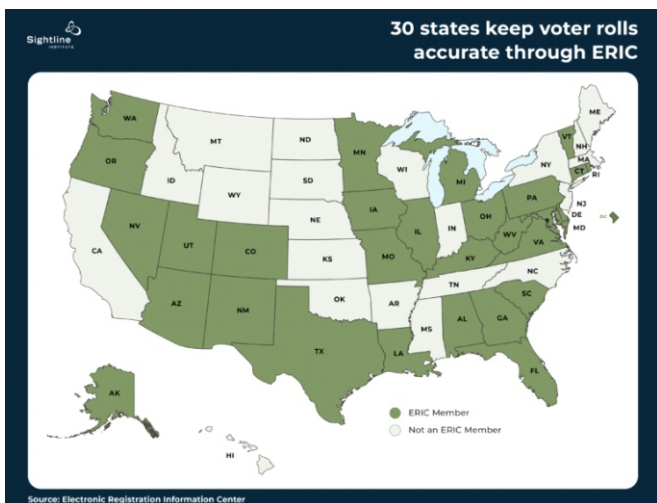 Sightline
INSTITUTE
30 states keep voter rolls
accurate through ERIC
WA
MT
ND
MN
ME
VT
NH
OR
ID
SD
WI
NY
MA
CT
RI
WY
MI
NV
NE
IA
PA
NJ
CA
UT
CO
IL
IN
OH
DE
MD
KS
MO
WV
VA
KY
AZ
NM
OK
AR
TN
NC
SC
TX
LA
MS
AL
GA
AK
FL
HI
ERIC Member
Not an ERIC Member
Source: Electronic Registration Information Center